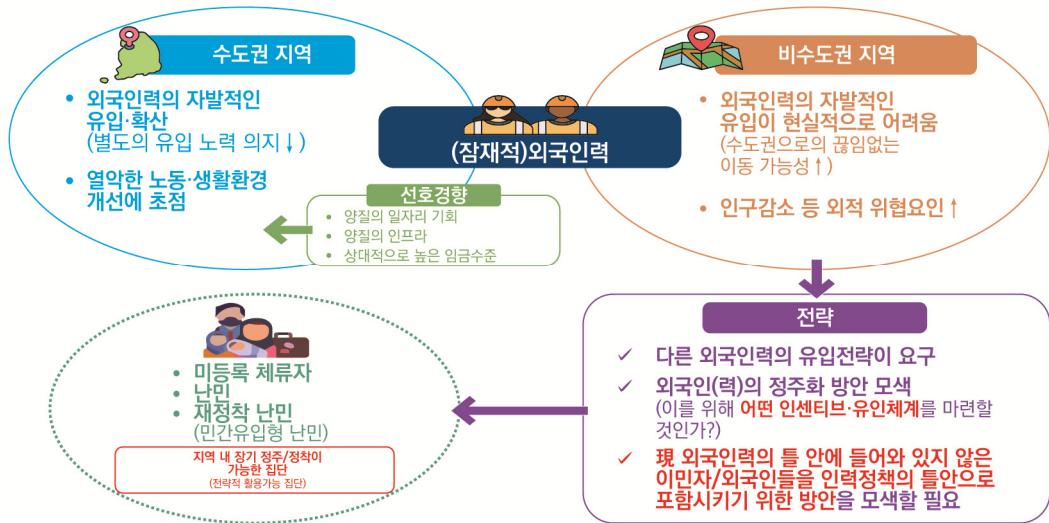 수도권 지역
• 외국인력의 자발적인
유입·확산
(별도의 유입 노력 의지↓)
• 열악한 노동·생활환경
개선에 초점
(잠재적)외국인력
선호경향
• 양질의 일자리 기회
• 양질의 인프라
• 상대적으로 높은 임금수준
비수도권 지역
• 외국인력의 자발적인
유입이 현실적으로 어려움
(수도권으로의 끊임없는
이동 가능성↑)
• 인구감소 등 외적 위협요인↑
전략
✓ 다른 외국인력의 유입전략이 요구
✓ 외국인(력)의 정주화 방안 모색
(이를 위해 어떤 인센티브·유인체계를 마련할
것인가?)
✓ 現 외국인력의 틀 안에 들어와 있지 않은
이민자/외국인들을 인력정책의 틀안으로
포함시키기 위한 방안을 모색할 필요
• 미등록 체류자
• 난민
• 재정착 난민
(민간유입형 난민)
지역 내 장기 정주/정착이
가능한 집단
(전략적 활용가능 집단)